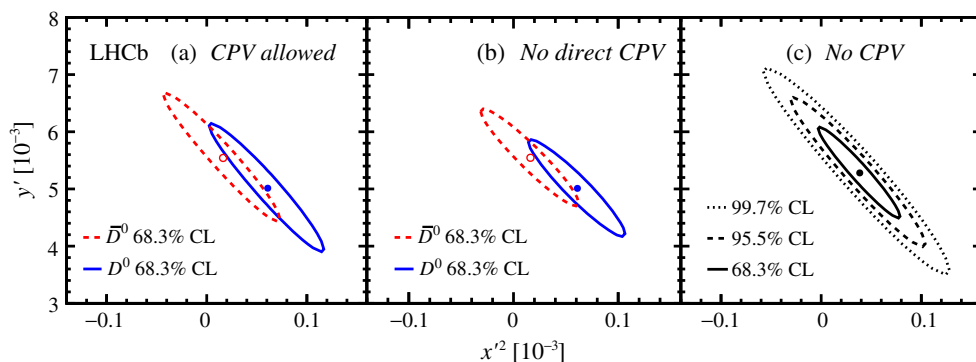 8
7
6
5
4
3
y′ [10⁻³]
LHCb (a) CPV allowed
D̅⁰ 68.3% CL
D⁰ 68.3% CL
−0.1 0 0.1
(b) No direct CPV
D̅⁰ 68.3% CL
D⁰ 68.3% CL
−0.1 0 0.1
(c) No CPV
99.7% CL
95.5% CL
68.3% CL
−0.1 0 0.1
x′² [10⁻³]